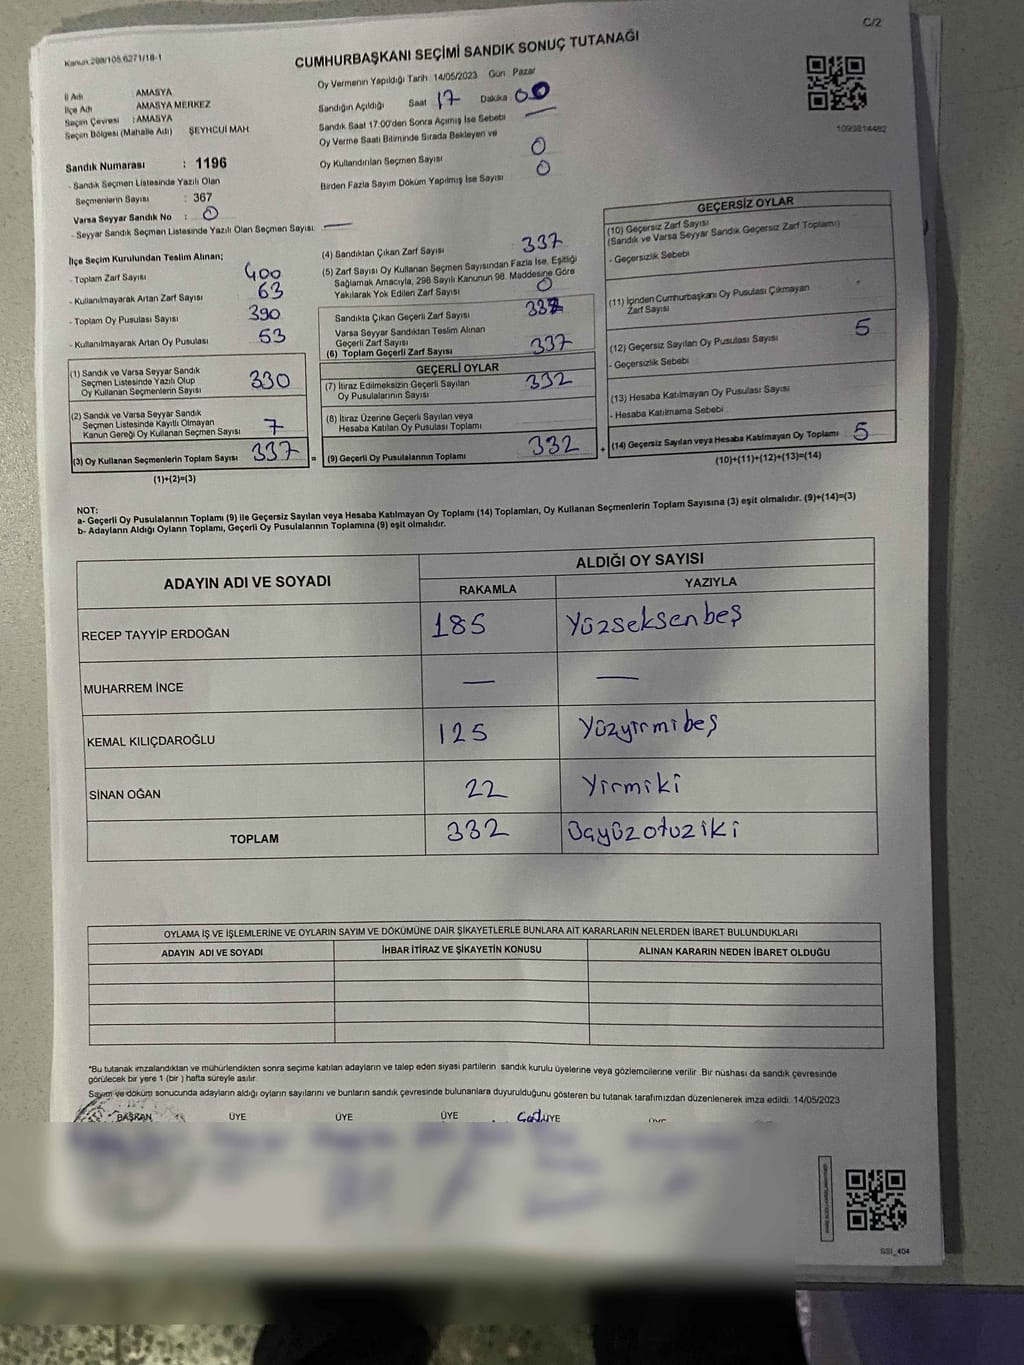 C/2
Kanun.298/105.6271/18-1
CUMHURBAŞKANI SEÇİMİ SANDIK SONUÇ TUTANAĞI
1093814482
İl Adı : AMASYA
İlçe Adı AMASYA MERKEZ
Seçim Çevresi : AMASYA
Seçim Bölgesi (Mahalle Adı) ŞEYHCUİ MAH.
Sandık Numarası : 1196
- Sandık Seçmen Listesinde Yazılı Olan
Seçmenlerin Sayısı : 367
Varsa Seyyar Sandık No : 0
- Seyyar Sandık Seçmen Listesinde Yazılı Olan Seçmen Sayısı: —
Oy Vermenin Yapıldığı Tarih 14/05/2023 Gün Pazar
Sandığın Açıldığı Saat 17 Dakika 00
Sandık Saat 17:00'den Sonra Açımış İse Sebebi —
Oy Verme Saati Bitiminde Sırada Bekleyen ve
Oy Kullandırılan Seçmen Sayısı 0
Birden Fazla Sayım Döküm Yapılmış İse Sayısı 0
İlçe Seçim Kurulundan Teslim Alınan;
- Toplam Zarf Sayısı 400
- Kullanılmayarak Artan Zarf Sayısı 63
- Toplam Oy Pusulası Sayısı 390
- Kullanılmayarak Artan Oy Pusulası 53
(1) Sandık ve Varsa Seyyar Sandık
Seçmen Listesinde Yazılı Olup
Oy Kullanan Seçmenlerin Sayısı 330
(2) Sandık ve Varsa Seyyar Sandık
Seçmen Listesinde Kayıtlı Olmayan
Kanun Gereği Oy Kullanan Seçmen Sayısı 7
(3) Oy Kullanan Seçmenlerin Toplam Sayısı 337
(1)+(2)=(3)
=
(4) Sandıktan Çıkan Zarf Sayısı 337
(5) Zarf Sayısı Oy Kullanan Seçmen Sayısından Fazla İse, Eşitliği
Sağlamak Amacıyla, 298 Sayılı Kanunun 98. Maddesine Göre
Yakılarak Yok Edilen Zarf Sayısı 0
Sandıkta Çıkan Geçerli Zarf Sayısı 337
Varsa Seyyar Sandıktan Teslim Alınan
Geçerli Zarf Sayısı
(6) Toplam Geçerli Zarf Sayısı 337
GEÇERLİ OYLAR
(7) İtiraz Edilmeksizin Geçerli Sayılan
Oy Pusulalarının Sayısı 332
(8) İtiraz Üzerine Geçerli Sayılan veya
Hesaba Katılan Oy Pusulası Toplamı
(9) Geçerli Oy Pusulalarının Toplamı 332
+
GEÇERSİZ OYLAR
(10) Geçersiz Zarf Sayısı
(Sandık ve Varsa Seyyar Sandık Geçersiz Zarf Toplamı)
- Geçersizlik Sebebi
(11) İçinden Cumhurbaşkanı Oy Pusulası Çıkmayan
Zarf Sayısı
(12) Geçersiz Sayılan Oy Pusulası Sayısı 5
- Geçersizlik Sebebi
(13) Hesaba Katılmayan Oy Pusulası Sayısı
- Hesaba Katılmama Sebebi
(14) Geçersiz Sayılan veya Hesaba Katılmayan Oy Toplamı 5
(10)+(11)+(12)+(13)=(14)
NOT:
a- Geçerli Oy Pusulalarının Toplamı (9) ile Geçersiz Sayılan veya Hesaba Katılmayan Oy Toplamı (14) Toplamları, Oy Kullanan Seçmenlerin Toplam Sayısına (3) eşit olmalıdır. (9)+(14)=(3)
b- Adayların Aldığı Oyların Toplamı, Geçerli Oy Pusulalarının Toplamına (9) eşit olmalıdır.
ADAYIN ADI VE SOYADI ALDIĞI OY SAYISI
RAKAMLA YAZIYLA
RECEP TAYYİP ERDOĞAN 185 Yüzseksenbeş
MUHARREM İNCE — —
KEMAL KILIÇDAROĞLU 125 Yüzyirmibeş
SİNAN OĞAN 22 Yirmiki
TOPLAM 332 Üçyüzotuziki
OYLAMA İŞ VE İŞLEMLERİNE VE OYLARIN SAYIM VE DÖKÜMÜNE DAİR ŞİKAYETLERLE BUNLARA AİT KARARLARIN NELERDEN İBARET BULUNDUKLARI
ADAYIN ADI VE SOYADI İHBAR İTİRAZ VE ŞİKAYETİN KONUSU ALINAN KARARIN NEDEN İBARET OLDUĞU
*Bu tutanak imzalandıktan ve mühürlendikten sonra seçime katılan adayların ve talep eden siyasi partilerin sandık kurulu üyelerine veya gözlemcilerine verilir .Bir nüshası da sandık çevresinde
görülecek bir yere 1 (bir ) hafta süreyle asılır.
Sayım ve döküm sonucunda adayların aldığı oyların sayılarını ve bunların sandık çevresinde bulunanlara duyurulduğunu gösteren bu tutanak tarafımızdan düzenlenerek imza edildi. 14/05/2023
BAŞKAN ÜYE ÜYE ÜYE ÜYE
SSI_404